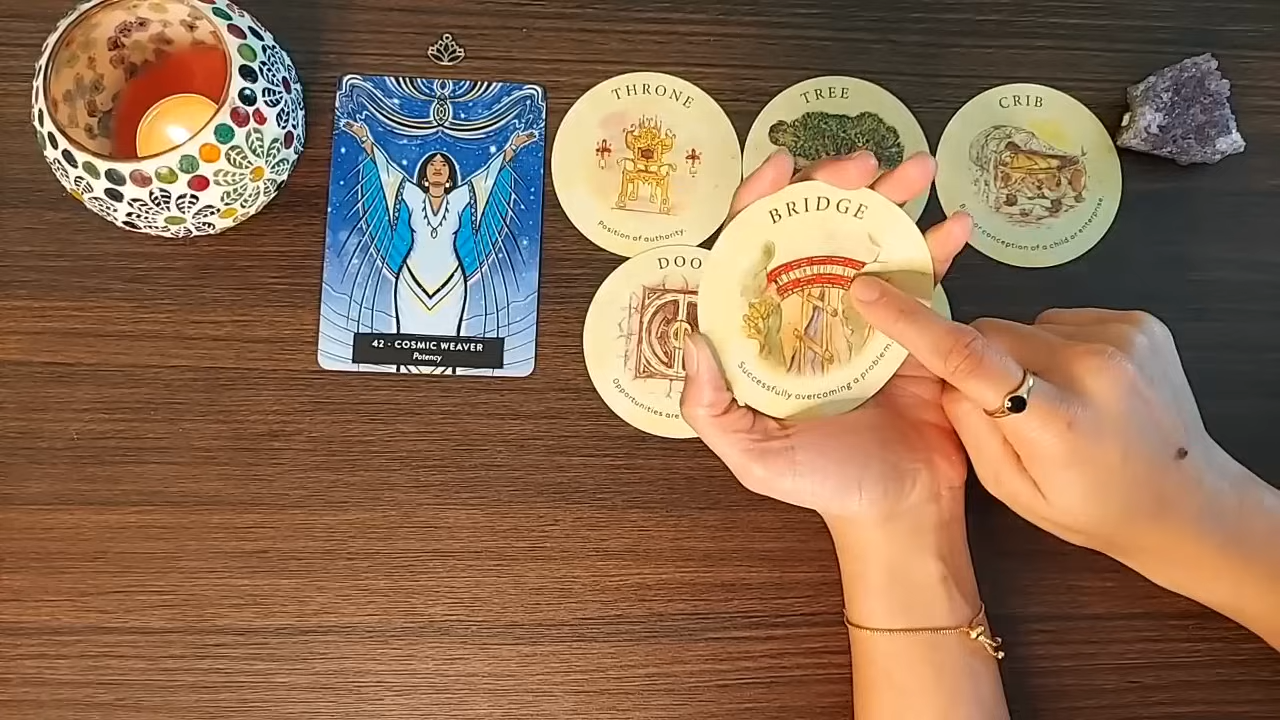 42 - COSMIC WEAVER
Potency
THRONE
Position of authority.
TREE
CRIB
or conception of a child or enterprise.
DOO
Opportunities are
BRIDGE
Successfully overcoming a problem.